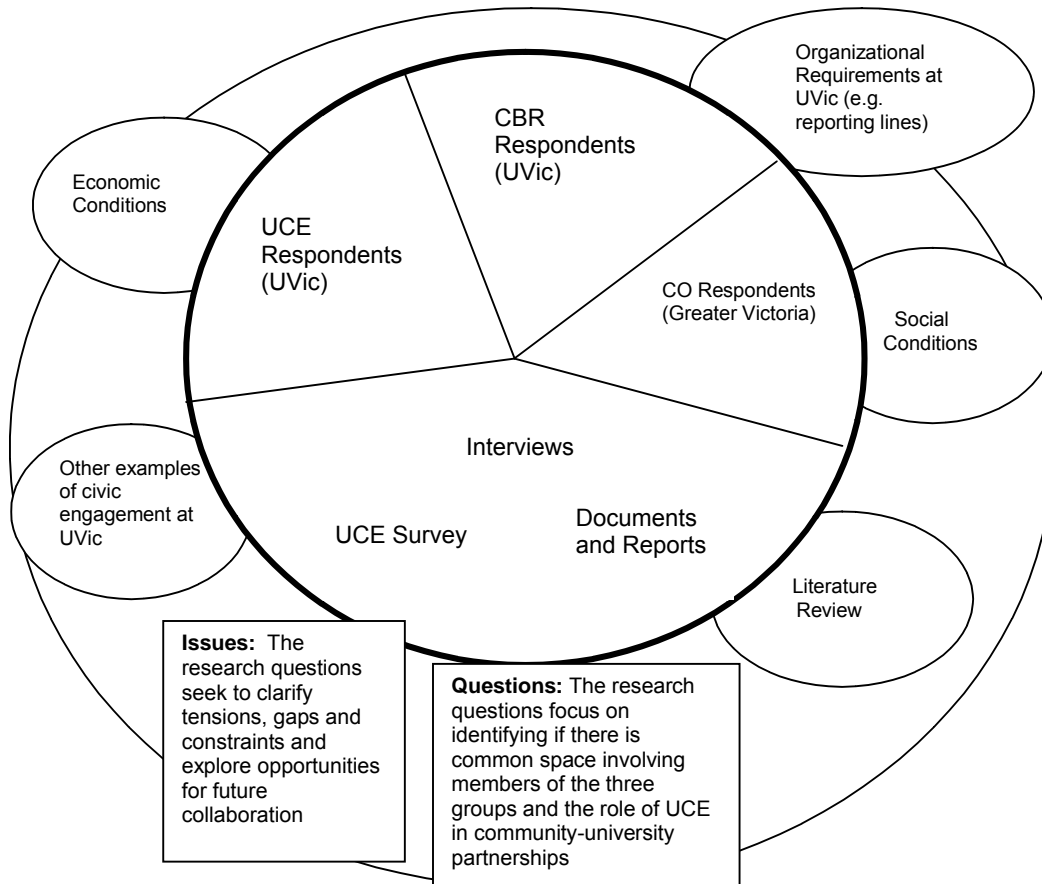 Organizational
Requirements at
UVic (e.g.
reporting lines)
CBR
Respondents
(UVic)
Economic
Conditions
UCE
Respondents
(UVic)
CO Respondents
(Greater Victoria)
Social
Conditions
Interviews
Other examples
of civic
engagement at
UVic
UCE Survey
Documents
and Reports
Literature
Review
Issues:  The
research questions
seek to clarify
tensions, gaps and
constraints and
explore opportunities
for future
collaboration
Questions: The research
questions focus on
identifying if there is
common space involving
members of the three
groups and the role of UCE
in community-university
partnerships